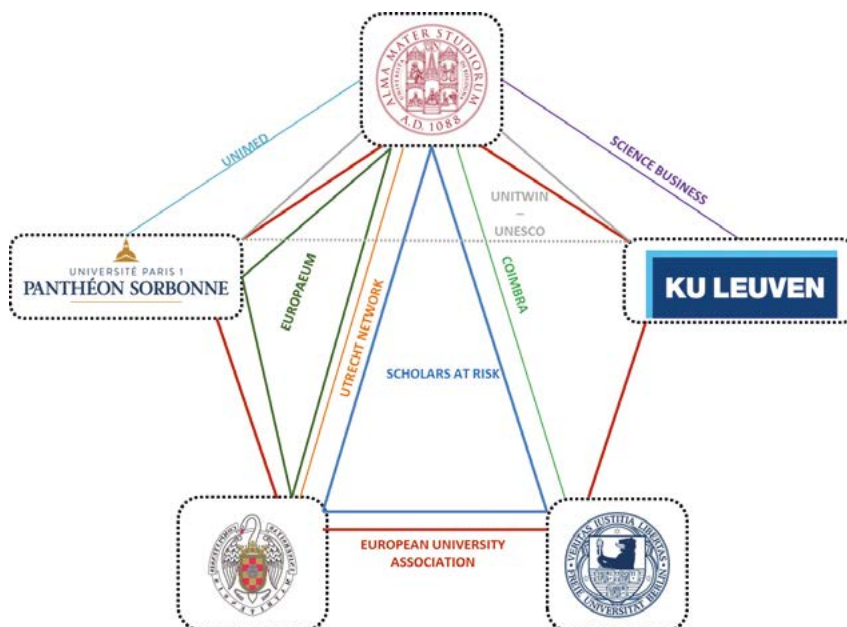 ALMA MATER STUDIORUM
A.D. 1088
UNIMED
SCIENCE BUSINESS
UNITWIN
–
UNESCO
UNIVERSITÉ PARIS 1
PANTHÉON SORBONNE
KU LEUVEN
EUROPAEUM
UTRECHT NETWORK
COIMBRA
SCHOLARS AT RISK
EUROPEAN UNIVERSITY
ASSOCIATION
VERITAS JUSTITIA LIBERTAS
FREIE UNIVERSITÄT BERLIN